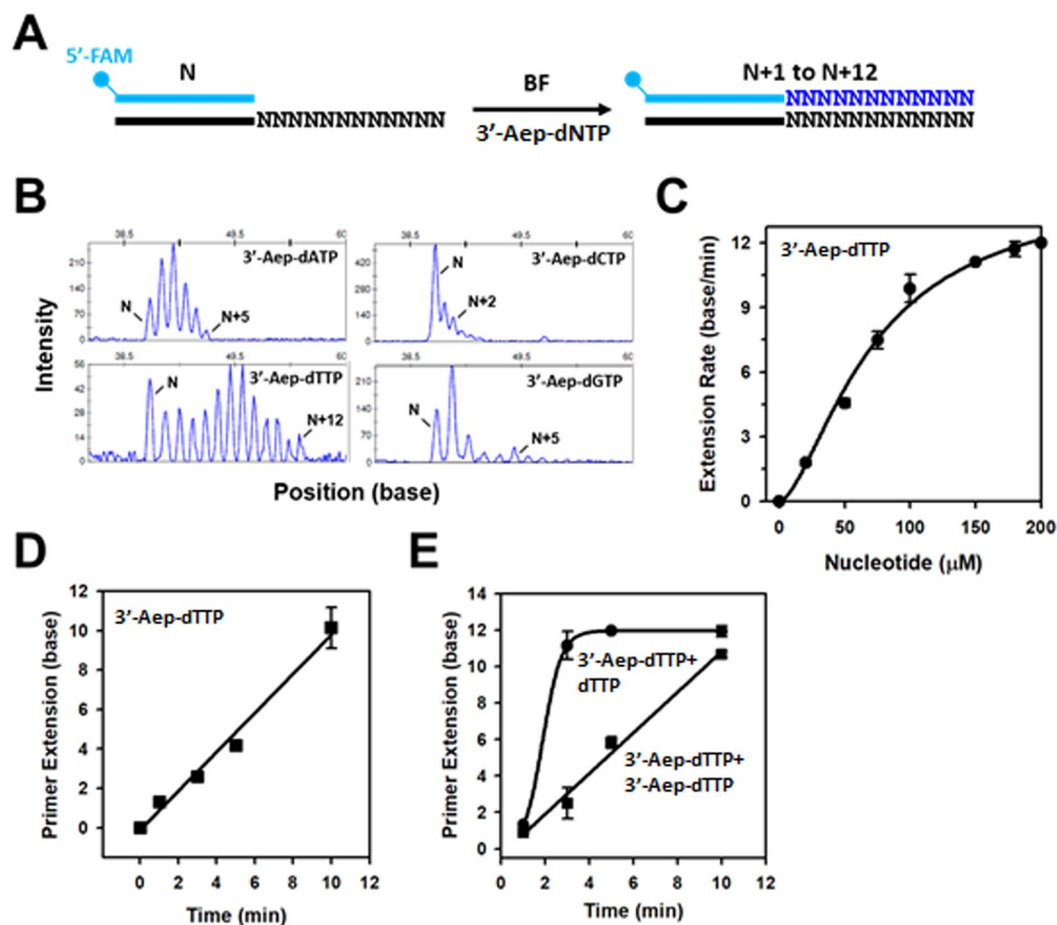 A
5'-FAM
N
NNNNNNNNNNNN
BF
3'-Aep-dNTP
N+1 to N+12
NNNNNNNNNNNN
NNNNNNNNNNNN
B
Intensity
38.5 49.5 60
3'-Aep-dATP
210
140
70
0
N
N+5
38.5 49.5 60
3'-Aep-dCTP
420
280
140
0
N
N+2
38.5 49.5 60
3'-Aep-dTTP
56
42
28
14
0
N
N+12
38.5 49.5 60
3'-Aep-dGTP
210
140
70
0
N
N+5
Position (base)
C
3'-Aep-dTTP
Extension Rate (base/min)
12
9
6
3
0
0 50 100 150 200
Nucleotide (μM)
D
3'-Aep-dTTP
Primer Extension (base)
12
10
8
6
4
2
0
0 2 4 6 8 10 12
Time (min)
E
Primer Extension (base)
14
12
10
8
6
4
2
0
3'-Aep-dTTP+
dTTP
3'-Aep-dTTP+
3'-Aep-dTTP
0 2 4 6 8 10 12
Time (min)